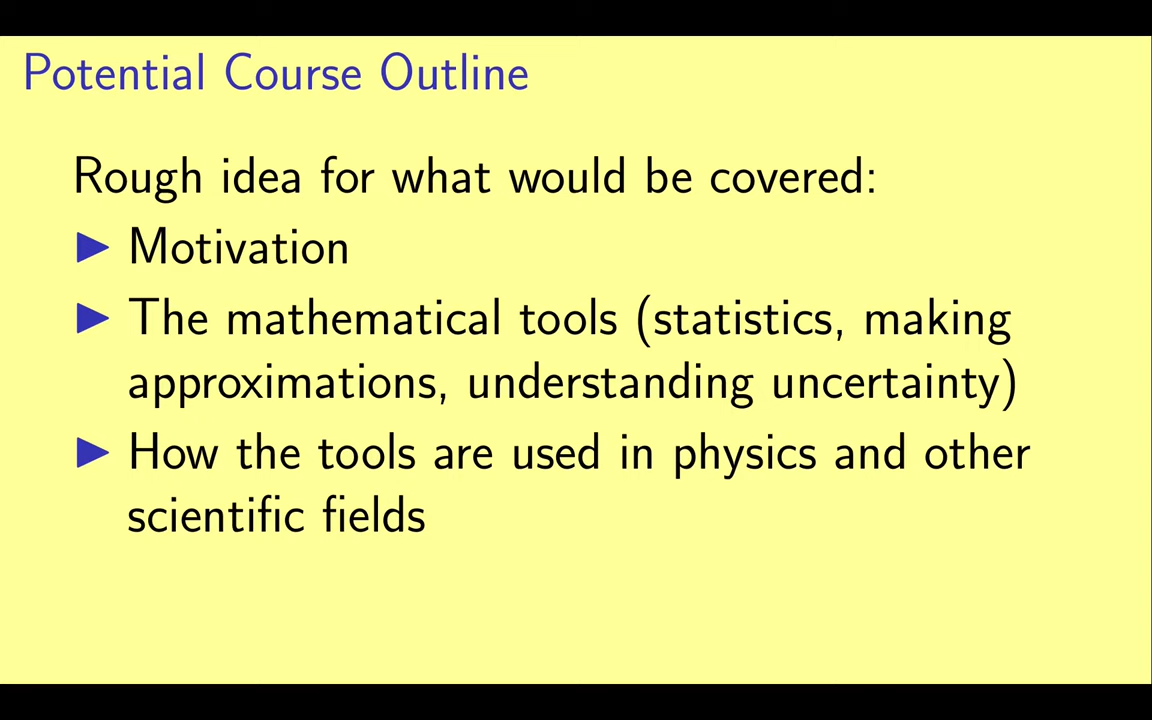 Potential Course Outline
Rough idea for what would be covered:
▶ Motivation
▶ The mathematical tools (statistics, making
approximations, understanding uncertainty)
▶ How the tools are used in physics and other
scientific fields